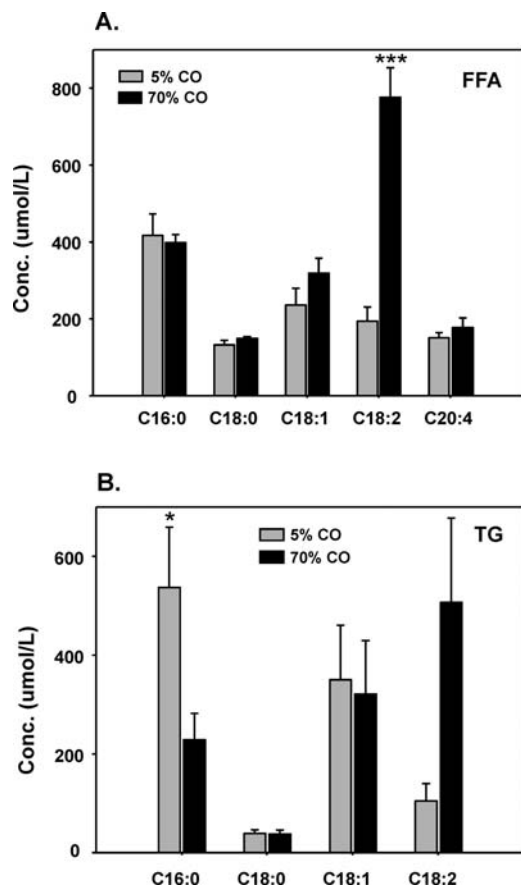 A.
5% CO
70% CO
***
FFA
Conc. (umol/L)
800
600
400
200
0
C16:0 C18:0 C18:1 C18:2 C20:4
B.
*
5% CO
70% CO
TG
Conc. (umol/L)
600
400
200
0
C16:0 C18:0 C18:1 C18:2